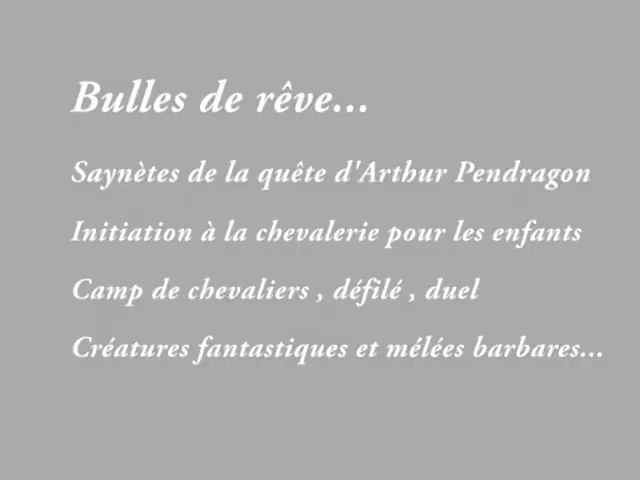 Bulles de rêve...
Saynètes de la quête d'Arthur Pendragon
Initiation à la chevalerie pour les enfants
Camp de chevaliers , défilé , duel
Créatures fantastiques et mélées barbares...